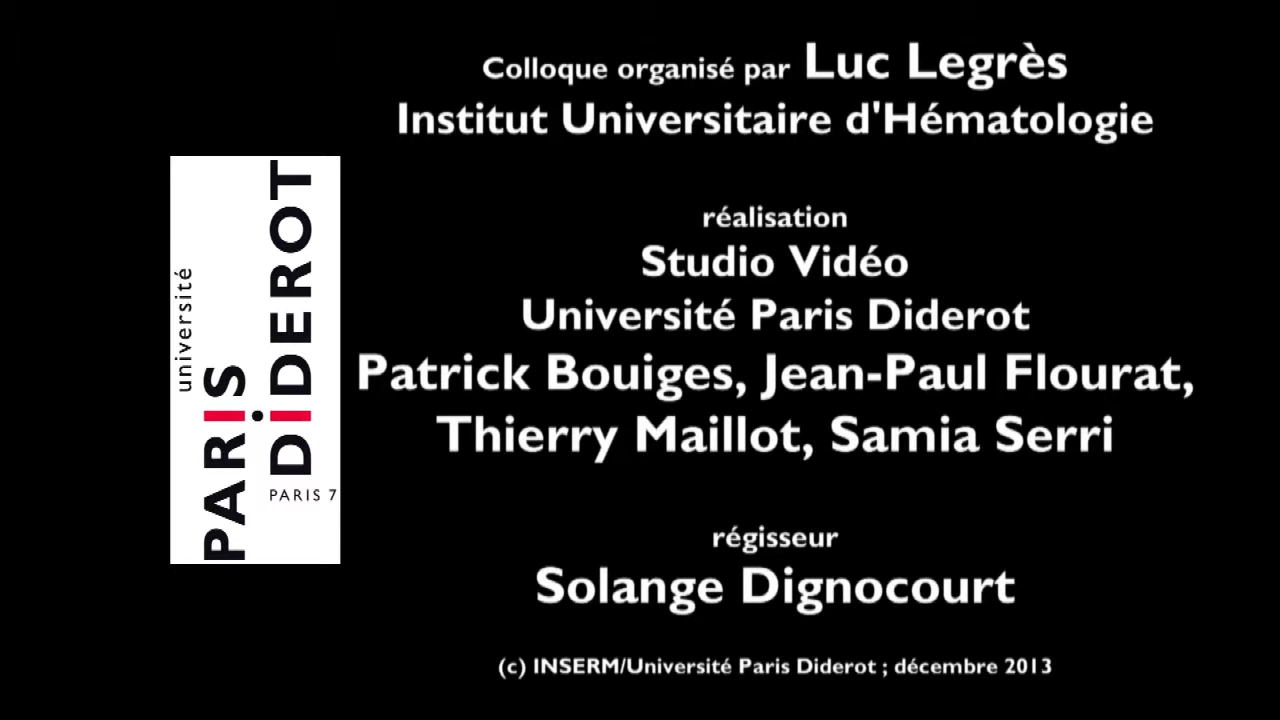 Colloque organisé par Luc Legrès
Institut Universitaire d'Hématologie
réalisation
Studio Vidéo
Université Paris Diderot
Patrick Bouiges, Jean-Paul Flourat,
Thierry Maillot, Samia Serri
régisseur
Solange Dignocourt
(c) INSERM/Université Paris Diderot ; décembre 2013
université
PARIS
DiDEROT
PARIS 7